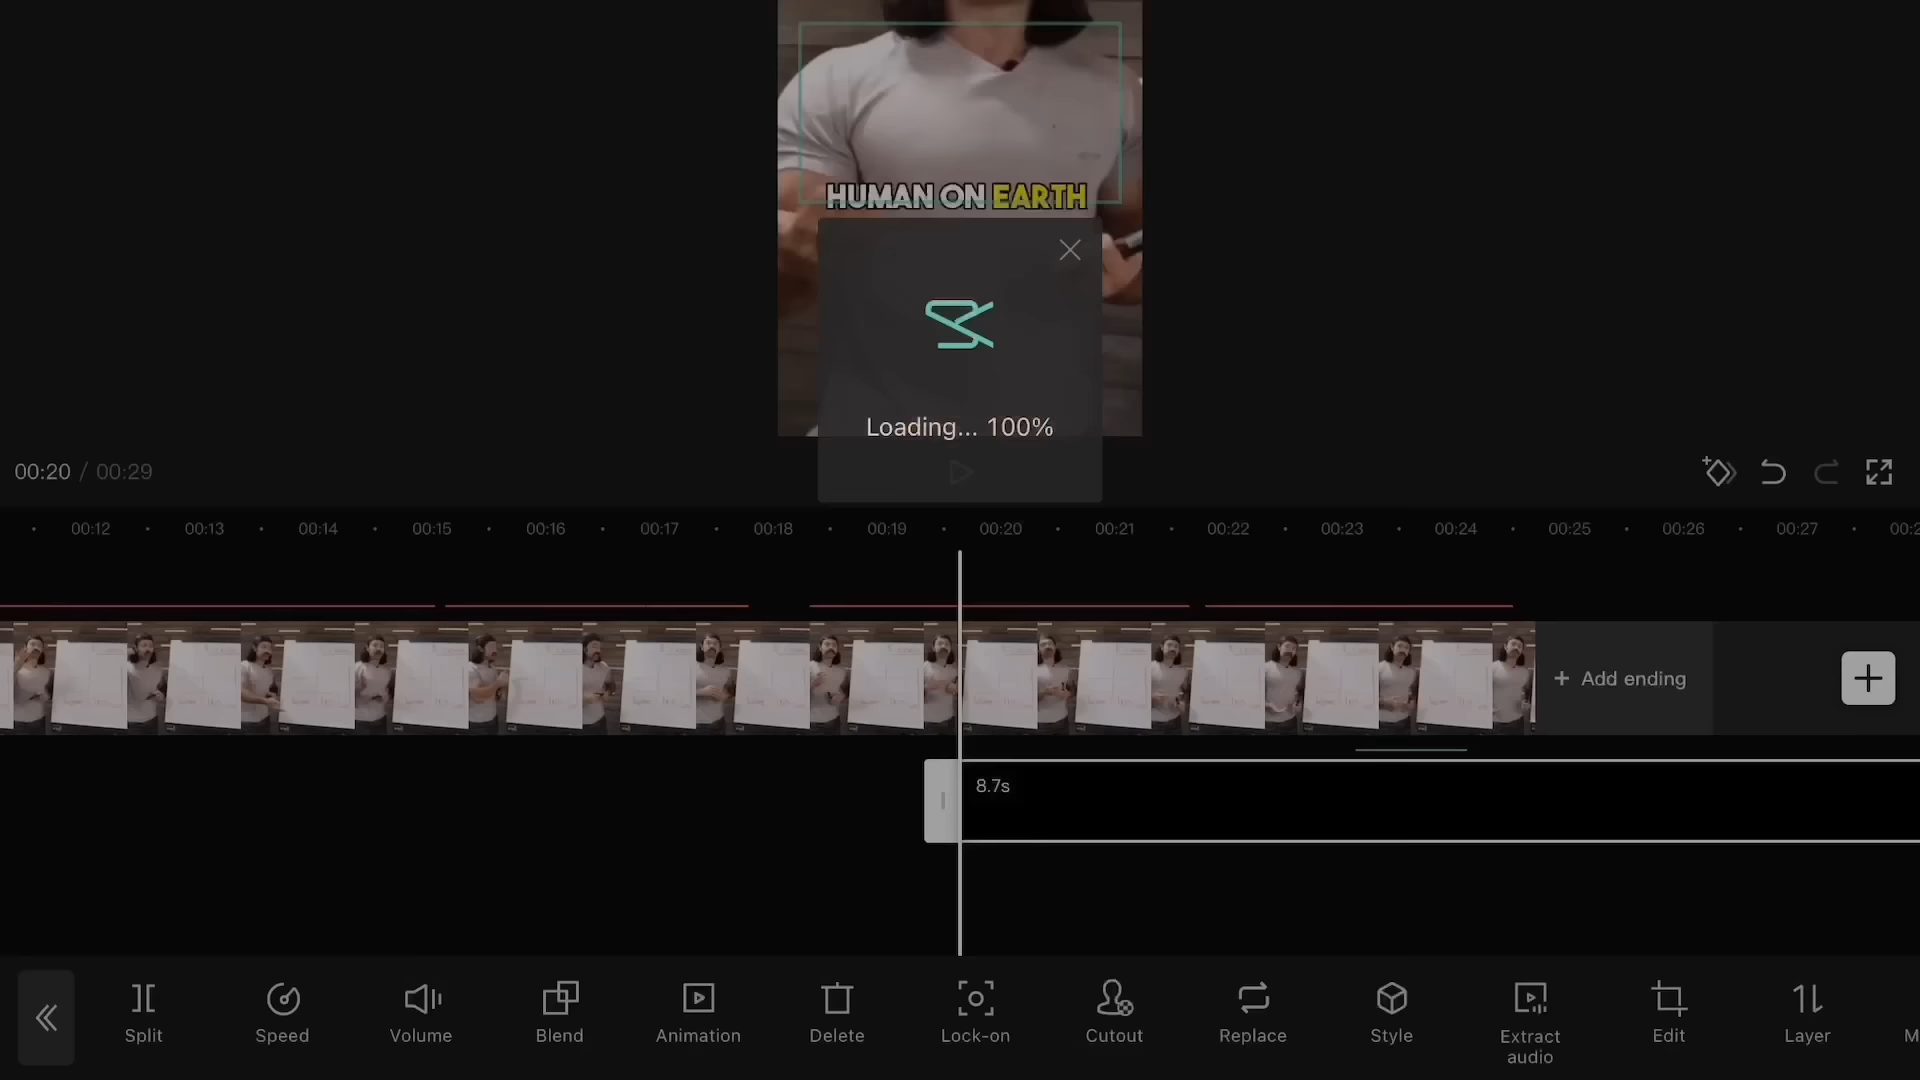 HUMAN ON EARTH
Loading... 100%
00:20 / 00:29
00:12 00:13 00:14 00:15 00:16 00:17 00:18 00:19 00:20 00:21 00:22 00:23 00:24 00:25 00:26 00:27
+ Add ending
8.7s
Split Speed Volume Blend Animation Delete Lock-on Cutout Replace Style Extract audio Edit Layer